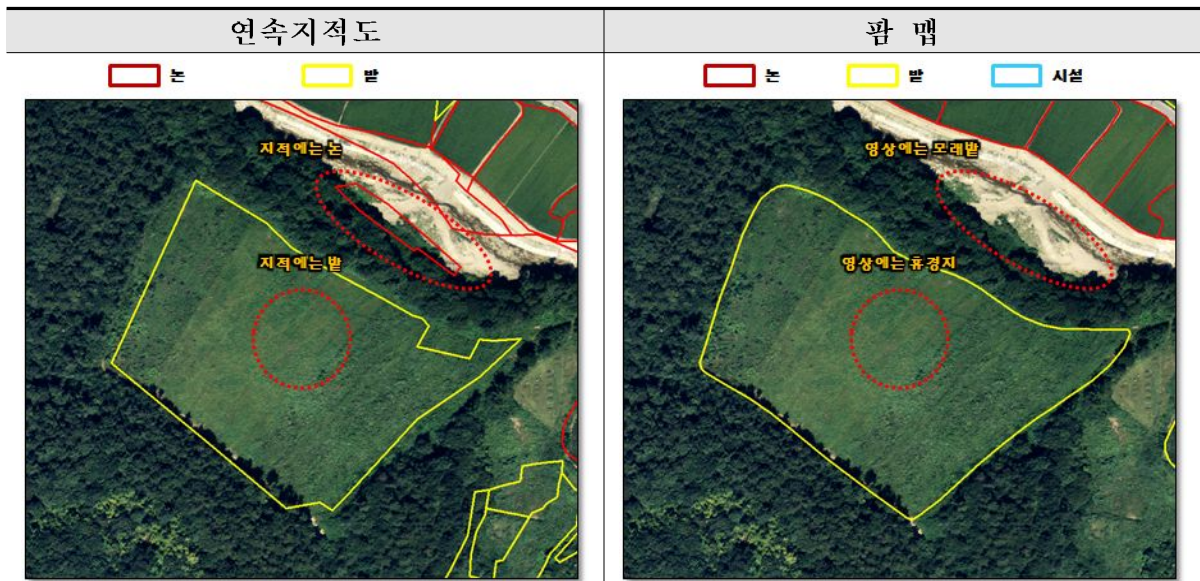 연속지적도
팜 맵
논 밭
논 밭 시설
지적에는 논
지적에는 밭
영상에는 모래밭
영상에는 휴경지